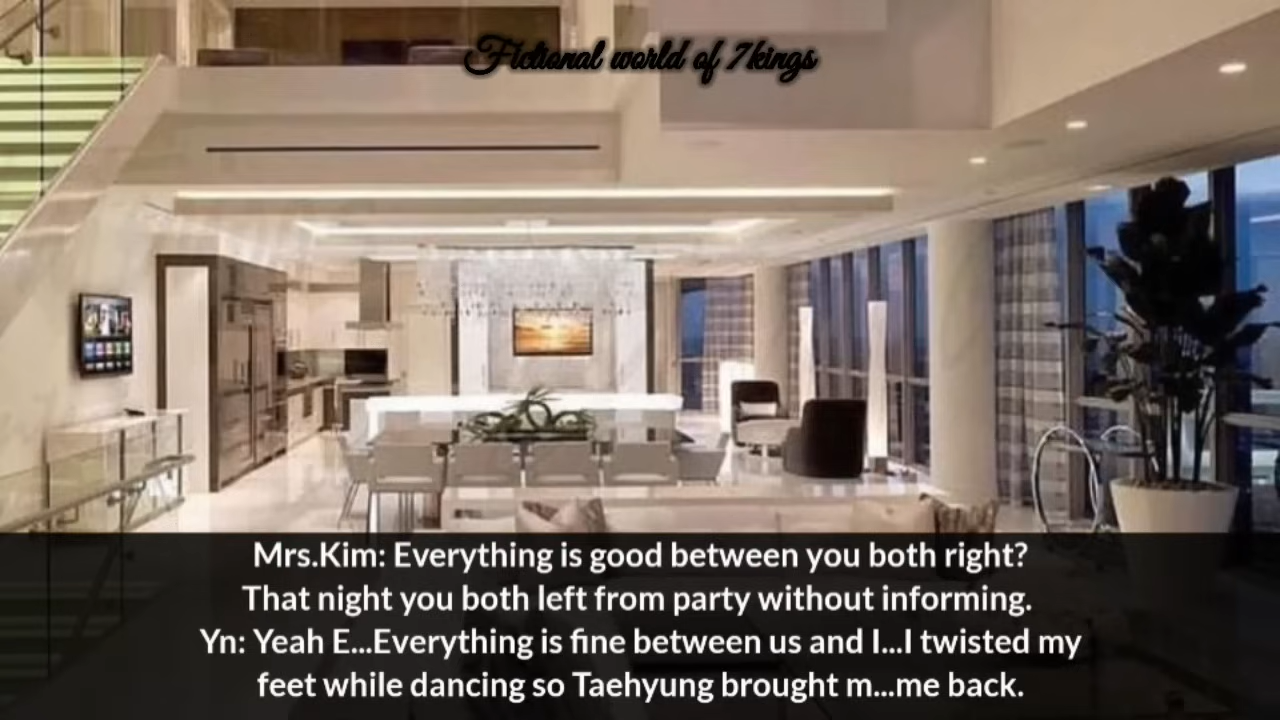 Fictional world of 7kings
Mrs.Kim: Everything is good between you both right?
That night you both left from party without informing.
Yn: Yeah E...Everything is fine between us and I...I twisted my
feet while dancing so Taehyung brought m...me back.